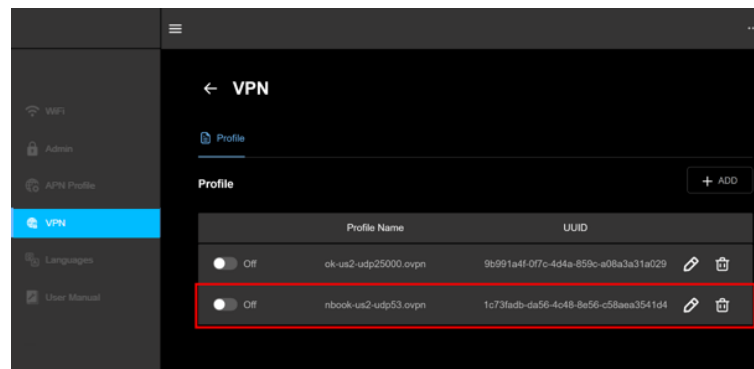 VPN
WiFi
Profile
Admin
APN Profile
Profile
ADD
VPN
Profile Name
UUID
Languages
Off
ok-us2-udp25000.ovpn
9b991a4f-0f7c-4d4a-859c-a08a3a31a029
User Manual
Off
nbook-us2-udp53.ovpn
1c73fadb-da56-4c48-8e56-c58aea3541d4